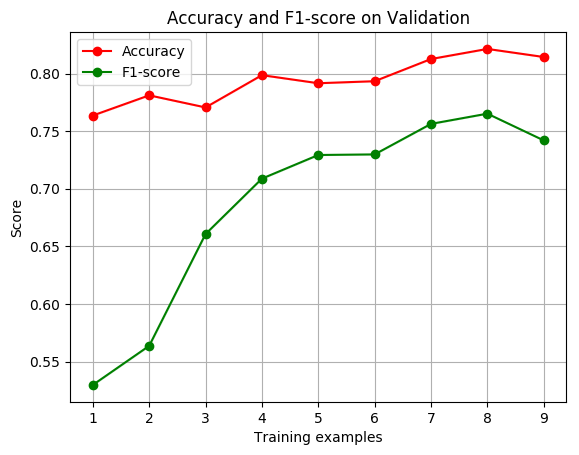 Accuracy and F1-score on Validation
Accuracy
F1-score
0.80
0.75
0.70
0.65
0.60
0.55
Score
1 2 3 4 5 6 7 8 9
Training examples